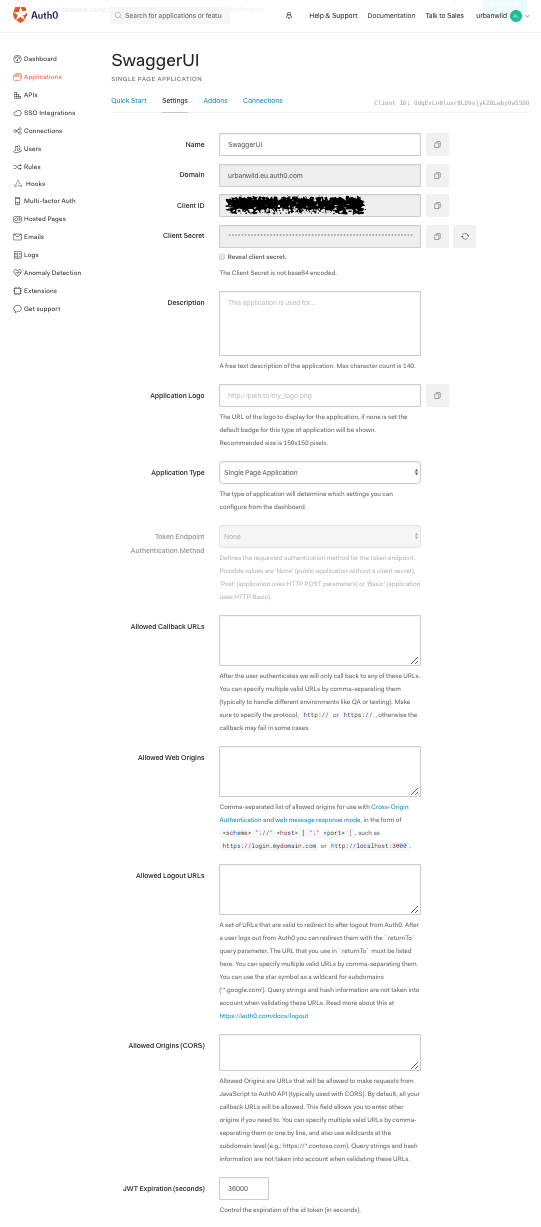 Auth0
Search for applications or featu
Help & Support
Documentation
Talk to Sales
urbanwild
Dashboard
Applications
APIs
SSO Integrations
Connections
Users
Rules
Hooks
Multi-factor Auth
Hosted Pages
Emails
Logs
Anomaly Detection
Extensions
Get support
SwaggerUI
SINGLE PAGE APPLICATION
Quick Start
Settings
Addons
Connections
Client ID:
Name
SwaggerUI
Domain
urbanwild.eu.auth0.com
Client ID
Client Secret
Reveal client secret.
The Client Secret is not base64 encoded.
Description
This application is used for...
A free text description of the application. Max character count is 140.
Application Logo
http://path.to/my_logo.png
The URL of the logo to display for the application, if none is set the
default badge for this type of application will be shown.
Recommended size is 150x150 pixels.
Application Type
Single Page Application
The type of application will determine which settings you can
configure from the dashboard.
Token Endpoint
Authentication Method
None
Defines the requested authentication method for the token endpoint.
Possible values are 'None' (public application without a client secret),
'Post' (application uses HTTP POST parameters) or 'Basic' (application
uses HTTP Basic).
Allowed Callback URLs
After the user authenticates we will only call back to any of these URLs.
You can specify multiple valid URLs by comma-separating them
(typically to handle different environments like QA or testing). Make
sure to specify the protocol, http:// or https:// , otherwise the
callback may fail in some cases.
Allowed Web Origins
Comma-separated list of allowed origins for use with Cross-Origin
Authentication and web message response mode, in the form of
<scheme> "://" <host> [ ":" <port> ] , such as
https://login.mydomain.com or http://localhost:3000 .
Allowed Logout URLs
A set of URLs that are valid to redirect to after logout from Auth0. After
a user logs out from Auth0 you can redirect them with the `returnTo`
query parameter. The URL that you use in `returnTo` must be listed
here. You can specify multiple valid URLs by comma-separating them.
You can use the star symbol as a wildcard for subdomains
('*.google.com'). Query strings and hash information are not taken into
account when validating these URLs. Read more about this at
https://auth0.com/docs/logout
Allowed Origins (CORS)
Allowed Origins are URLs that will be allowed to make requests from
JavaScript to Auth0 API (typically used with CORS). By default, all your
callback URLs will be allowed. This field allows you to enter other
origins if you need to. You can specify multiple valid URLs by comma-
separating them or one by line, and also use wildcards at the
subdomain level (e.g.: https://*.contoso.com). Query strings and hash
information are not taken into account when validating these URLs.
JWT Expiration (seconds)
36000
Control the expiration of the id token (in seconds).